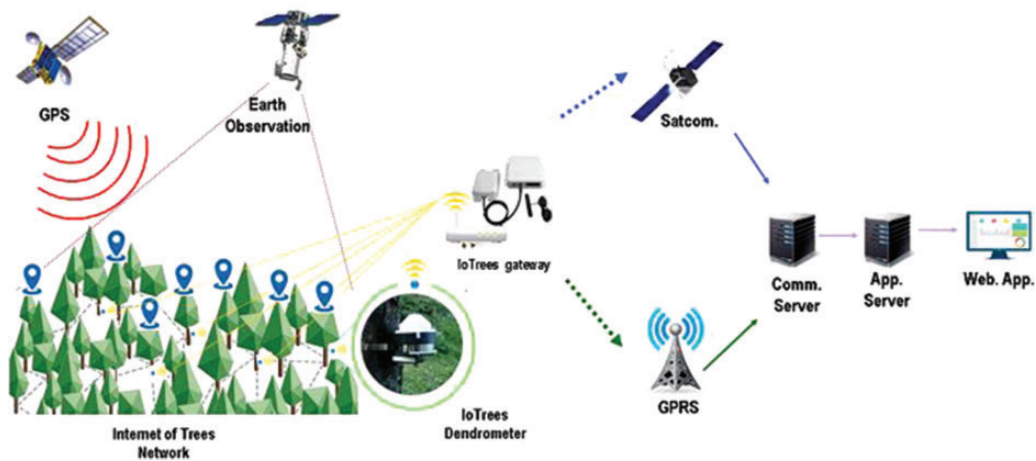 GPS
Earth
Observation
Satcom.
IoTrees gateway
Comm.
Server
App.
Server
Web. App.
GPRS
IoTrees
Dendrometer
Internet of Trees
Network